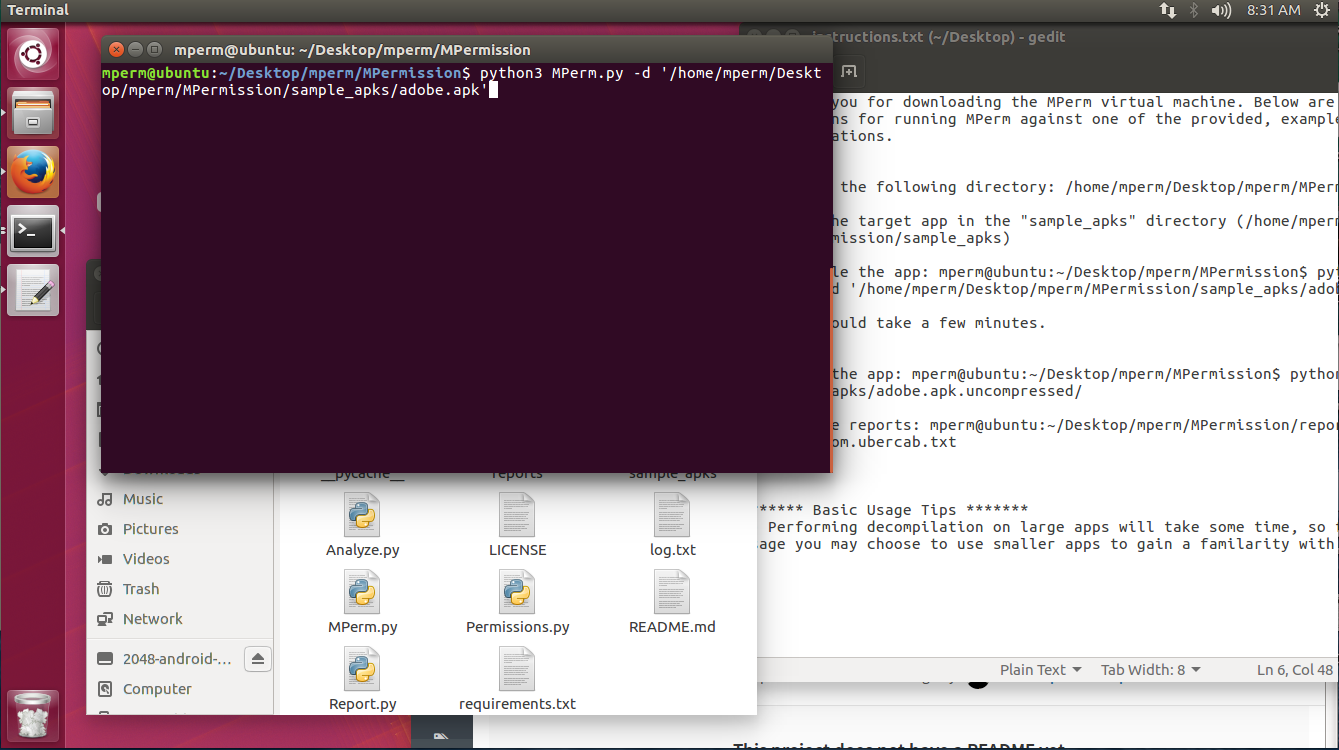 Terminal
8:31 AM
mperm@ubuntu: ~/Desktop/mperm/MPermission
mperm@ubuntu:~/Desktop/mperm/MPermission$ python3 MPerm.py -d '/home/mperm/Deskt
op/mperm/MPermission/sample_apks/adobe.apk'
instructions.txt (~/Desktop) - gedit
you for downloading the MPerm virtual machine. Below are
ns for running MPerm against one of the provided, example
ations.
the following directory: /home/mperm/Desktop/mperm/MPerm
he target app in the "sample_apks" directory (/home/mperm
mission/sample_apks)
le the app: mperm@ubuntu:~/Desktop/mperm/MPermission$ pyt
d '/home/mperm/Desktop/mperm/MPermission/sample_apks/ado
ould take a few minutes.
the app: mperm@ubuntu:~/Desktop/mperm/MPermission$ python
apks/adobe.apk.uncompressed/
e reports: mperm@ubuntu:~/Desktop/mperm/MPermission/repor
om.ubercab.txt
***** Basic Usage Tips *******
Performing decompilation on large apps will take some time, so t
age you may choose to use smaller apps to gain a familarity with
Plain Text
Tab Width: 8
Ln 6, Col 48
Downloads
Music
Pictures
Videos
Trash
Network
2048-android-...
Computer
__pycache__
reports
sample_apks
Analyze.py
LICENSE
log.txt
MPerm.py
Permissions.py
README.md
Report.py
requirements.txt
This project does not have a README yet